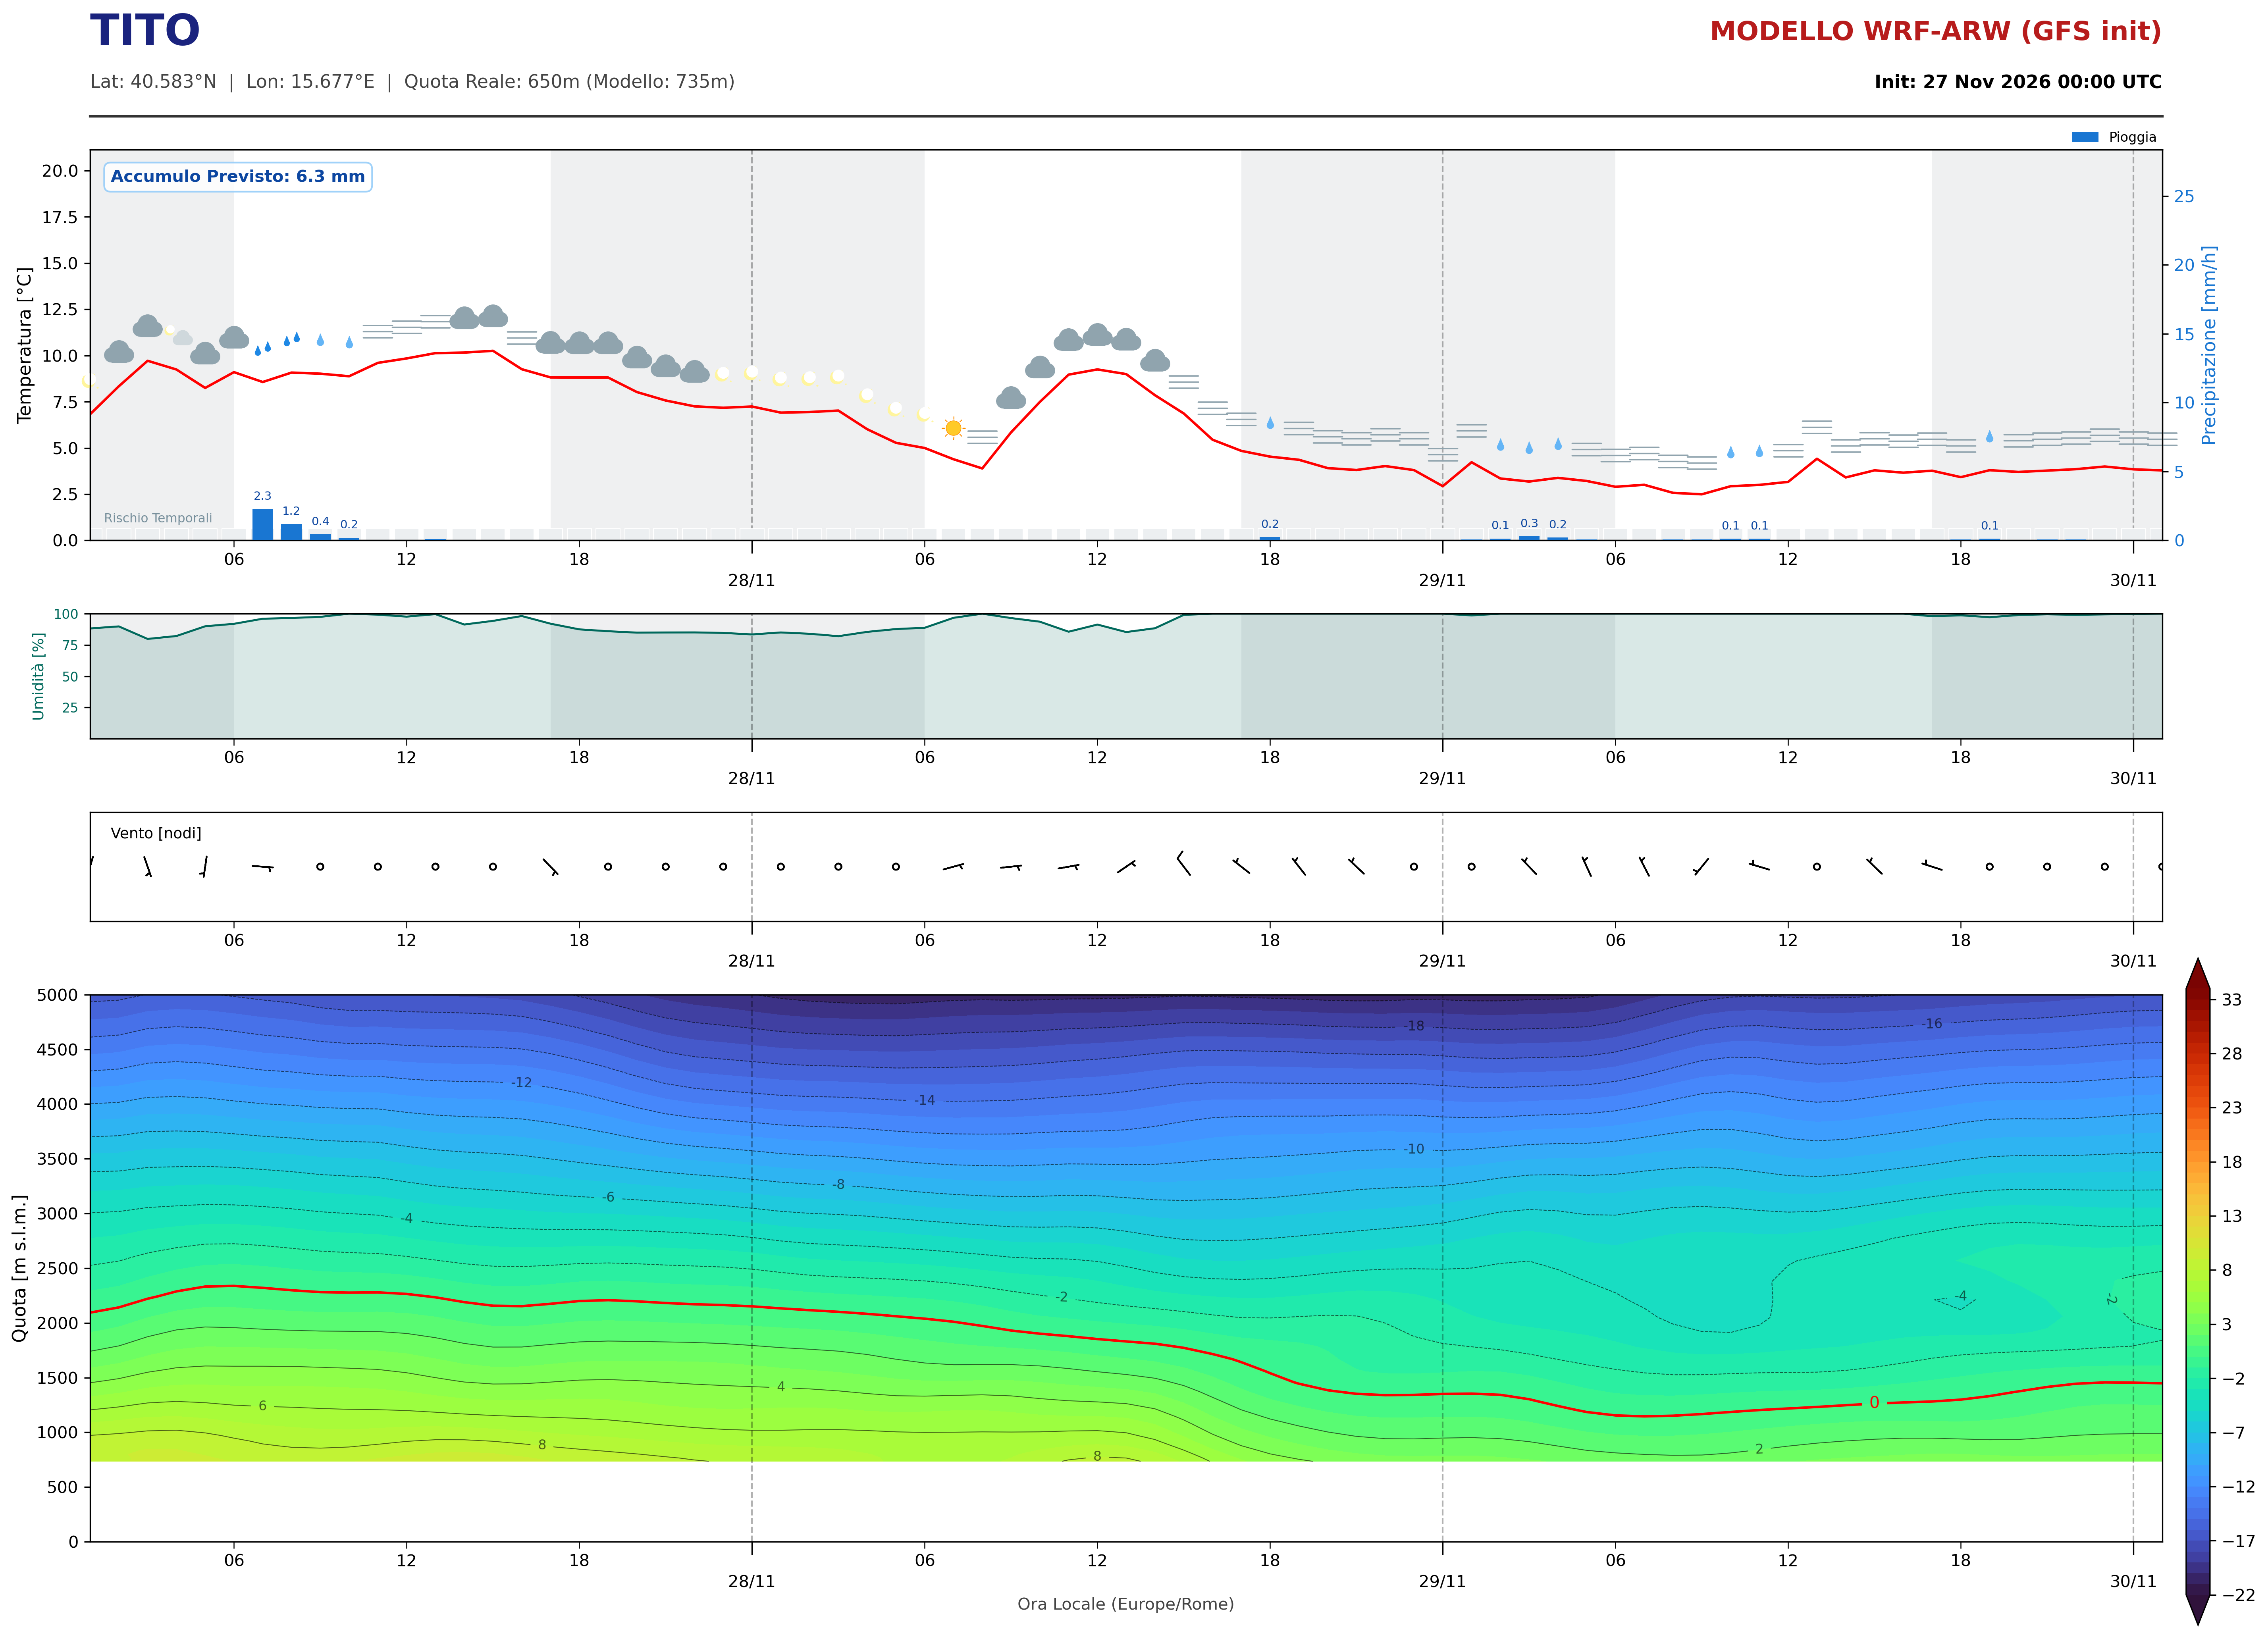 TITO
MODELLO WRF-ARW (GFS init)
Lat: 40.583°N | Lon: 15.677°E | Quota Reale: 650m (Modello: 735m)
Init: 27 Nov 2026 00:00 UTC
Pioggia
Accumulo Previsto: 6.3 mm
Temperatura [°C]
20.0
17.5
15.0
12.5
10.0
7.5
5.0
2.5
0.0
Precipitazione [mm/h]
25
20
15
10
5
0
Rischio Temporali
2.3 1.2 0.4 0.2 0.2 0.1 0.3 0.2 0.1 0.1 0.1
06 12 18 06 12 18 06 12 18
28/11 29/11 30/11
Umidità [%]
100
75
50
25
06 12 18 06 12 18 06 12 18
28/11 29/11 30/11
Vento [nodi]
06 12 18 06 12 18 06 12 18
28/11 29/11 30/11
Quota [m s.l.m.]
5000
4500
4000
3500
3000
2500
2000
1500
1000
500
0
-18 -16
-12
-14
-10
-8
-6
-4
-2 -4 -2
4
6 0
8 8 2
33
28
23
18
13
8
3
−2
−7
−12
−17
−22
06 12 18 06 12 18 06 12 18
28/11 29/11 30/11
Ora Locale (Europe/Rome)